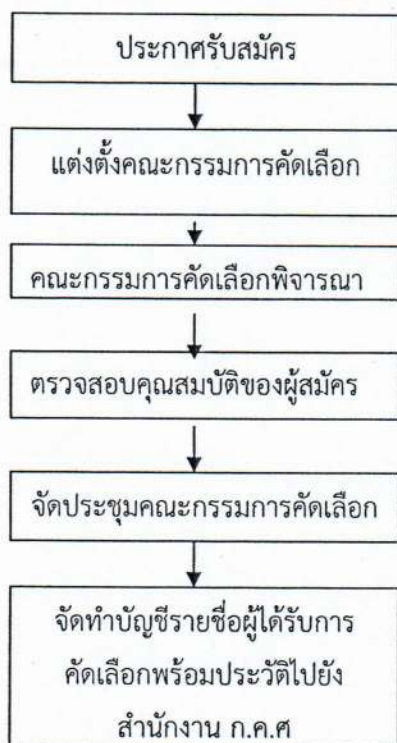 ประกาศรับสมัคร
แต่งตั้งคณะกรรมการคัดเลือก
คณะกรรมการคัดเลือกพิจารณา
ตรวจสอบคุณสมบัติของผู้สมัคร
จัดประชุมคณะกรรมการคัดเลือก
จัดทำบัญชีรายชื่อผู้ได้รับการ
คัดเลือกพร้อมประวัติไปยัง
สำนักงาน ก.ค.ศ